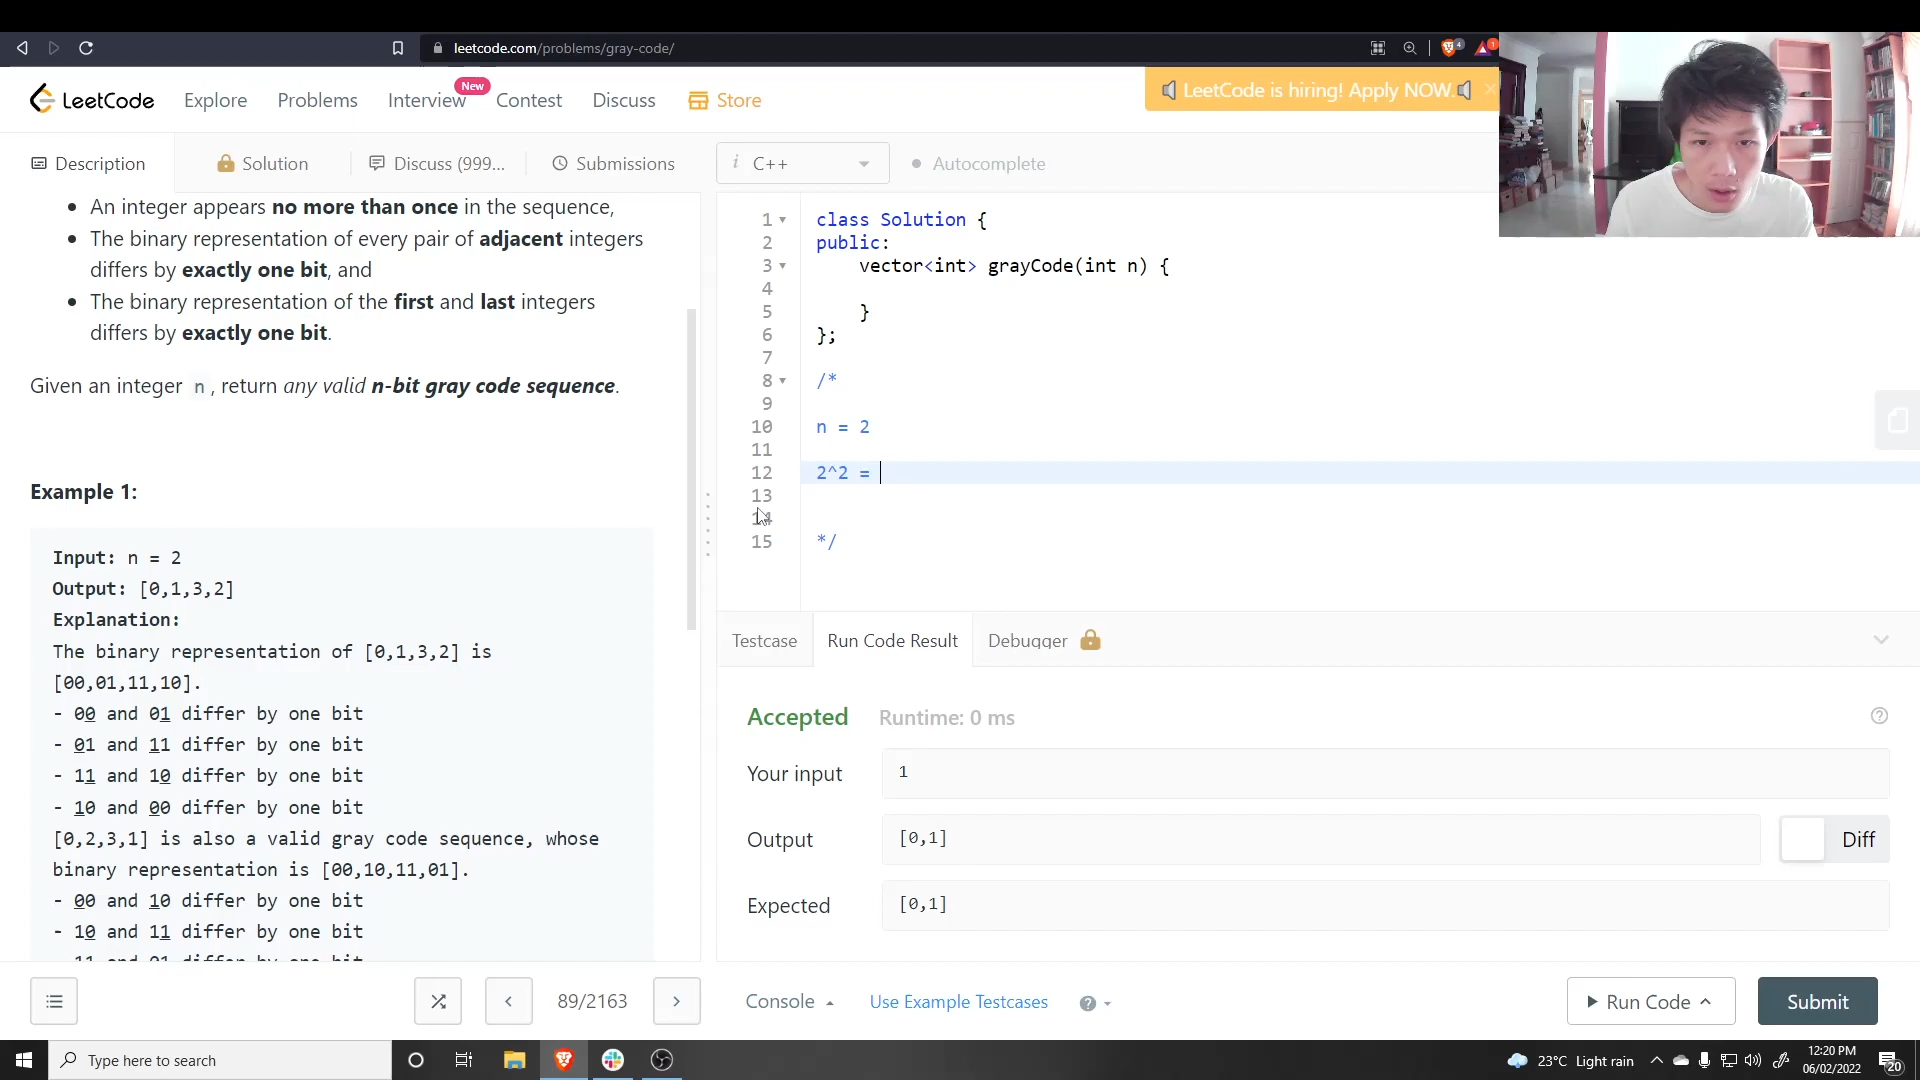 leetcode.com/problems/gray-code/
4
1
LeetCode
Explore
Problems
Interview
New
Contest
Discuss
Store
LeetCode is hiring! Apply NOW.
Description
Solution
Discuss (999...
Submissions
i C++
Autocomplete
An integer appears no more than once in the sequence,
The binary representation of every pair of adjacent integers
differs by exactly one bit, and
The binary representation of the first and last integers
differs by exactly one bit.
Given an integer n, return any valid n-bit gray code sequence.
Example 1:
Input: n = 2
Output: [0,1,3,2]
Explanation:
The binary representation of [0,1,3,2] is
[00,01,11,10].
- 00 and 01 differ by one bit
- 01 and 11 differ by one bit
- 11 and 10 differ by one bit
- 10 and 00 differ by one bit
[0,2,3,1] is also a valid gray code sequence, whose
binary representation is [00,10,11,01].
- 00 and 10 differ by one bit
- 10 and 11 differ by one bit
- 11 and 01 differ by one bit
1 class Solution {
2 public:
3 vector<int> grayCode(int n) {
4
5 }
6 };
7
8 /*
9
10 n = 2
11
12 2^2 =
13
14
15 */
Testcase
Run Code Result
Debugger
Accepted
Runtime: 0 ms
Your input
1
Output
[0,1]
Diff
Expected
[0,1]
89/2163
Console
Use Example Testcases
Run Code
Submit
Type here to search
23°C Light rain
12:20 PM
06/02/2022
20